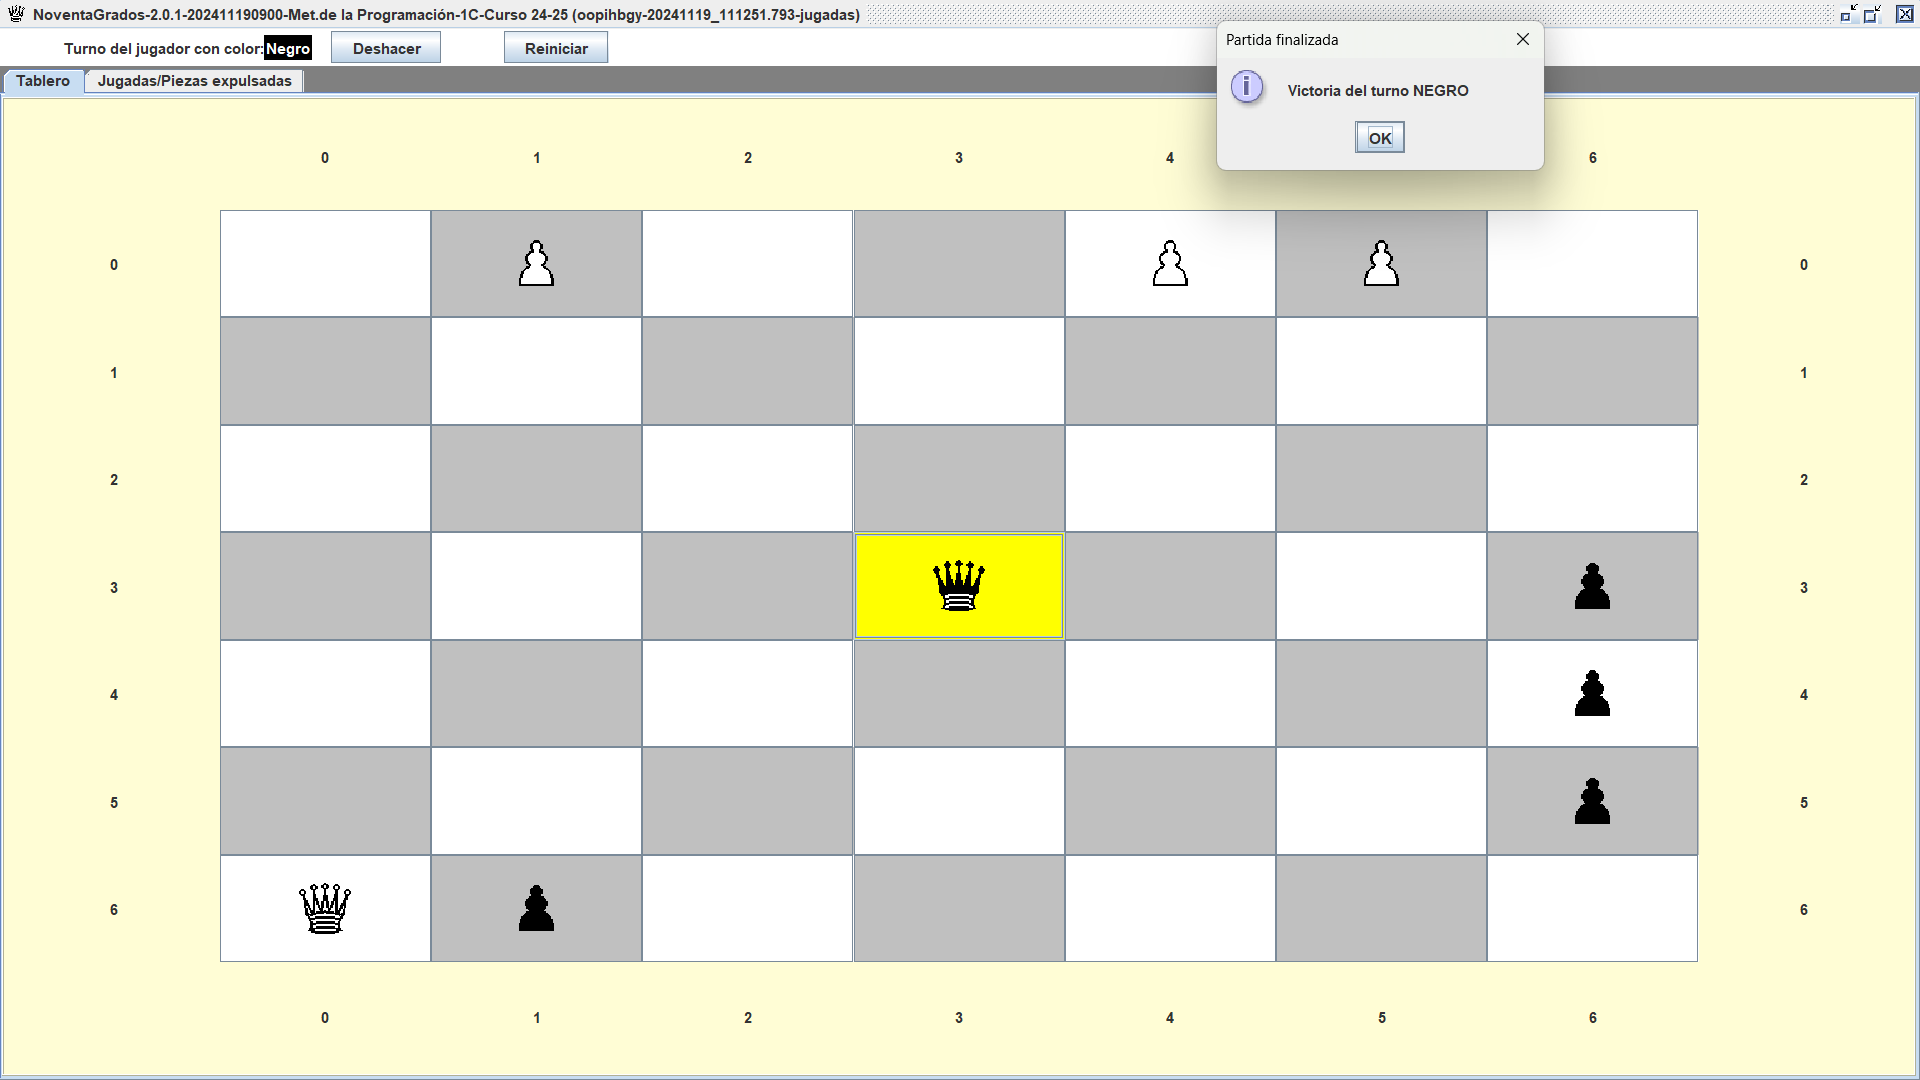 NoventaGrados-2.0.1-202411190900-Met.de la Programación-1C-Curso 24-25 (oopihbgy-20241119_111251.793-jugadas)
Partida finalizada
Turno del jugador con color: Negro Deshacer Reiniciar
Tablero Jugadas/Piezas expulsadas
Victoria del turno NEGRO
OK
0 1 2 3 4 6
0 0
1 1
2 2
3 3
4 4
5 5
6 6
0 1 2 3 4 5 6